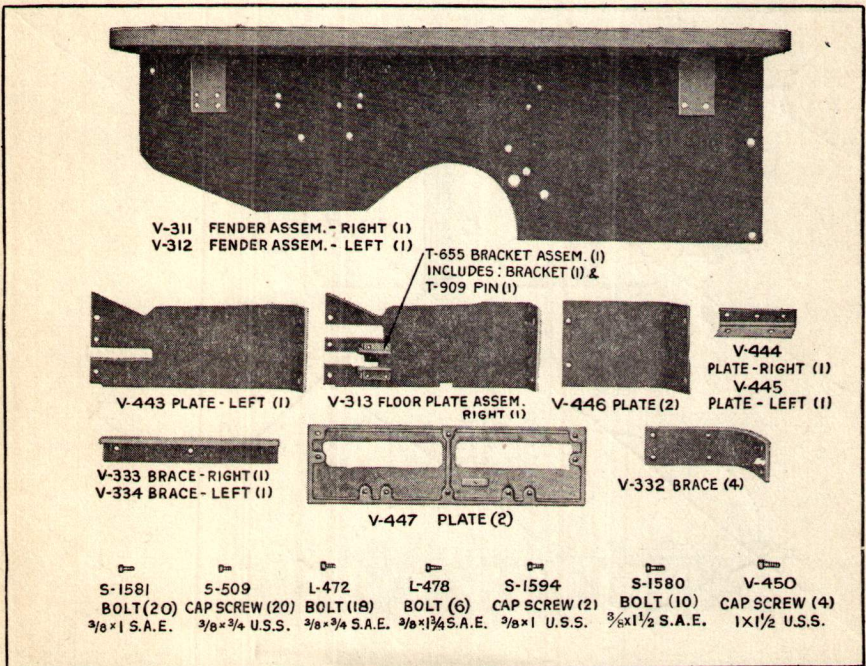 V-311 FENDER ASSEM.- RIGHT (1)
V-312 FENDER ASSEM.- LEFT (1)
T-655 BRACKET ASSEM. (1)
INCLUDES: BRACKET (1) &
T-909 PIN (1)
V-443 PLATE - LEFT (1)
V-313 FLOOR PLATE ASSEM.
RIGHT (1)
V-446 PLATE (2)
V-444
PLATE-RIGHT (1)
V-445
PLATE - LEFT (1)
V-333 BRACE-RIGHT (1)
V-334 BRACE- LEFT (1)
V-447 PLATE (2)
V-332 BRACE (4)
S-1581
BOLT (20)
3/8 x 1 S.A.E.
S-509
CAP SCREW (20)
3/8 x 3/4 U.S.S.
L-472
BOLT (18)
3/8 x 3/4 S.A.E.
L-478
BOLT (6)
3/8 x 1 1/4 S.A.E.
S-1594
CAP SCREW (2)
3/8 x 1 U.S.S.
S-1580
BOLT (10)
3/8 x 1 1/2 S.A.E.
V-450
CAP SCREW (4)
1 X 1 1/2 U.S.S.